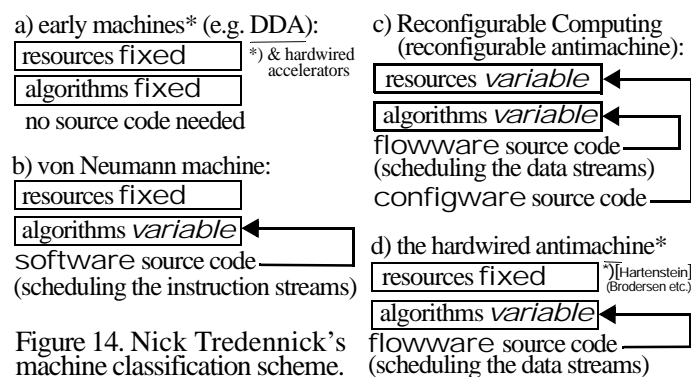 a) early machines* (e.g. DDA):
resources fixed
*) & hardwired
accelerators
algorithms fixed
no source code needed
b) von Neumann machine:
resources fixed
algorithms variable
software source code
(scheduling the instruction streams)
Figure 14. Nick Tredennick's
machine classification scheme.
c) Reconfigurable Computing
(reconfigurable antimachine):
resources variable
algorithms variable
flowware source code
(scheduling the data streams)
configware source code
d) the hardwired antimachine*
resources fixed
*)[Hartenstein]
(Brodersen etc.)
algorithms variable
flowware source code
(scheduling the data streams)